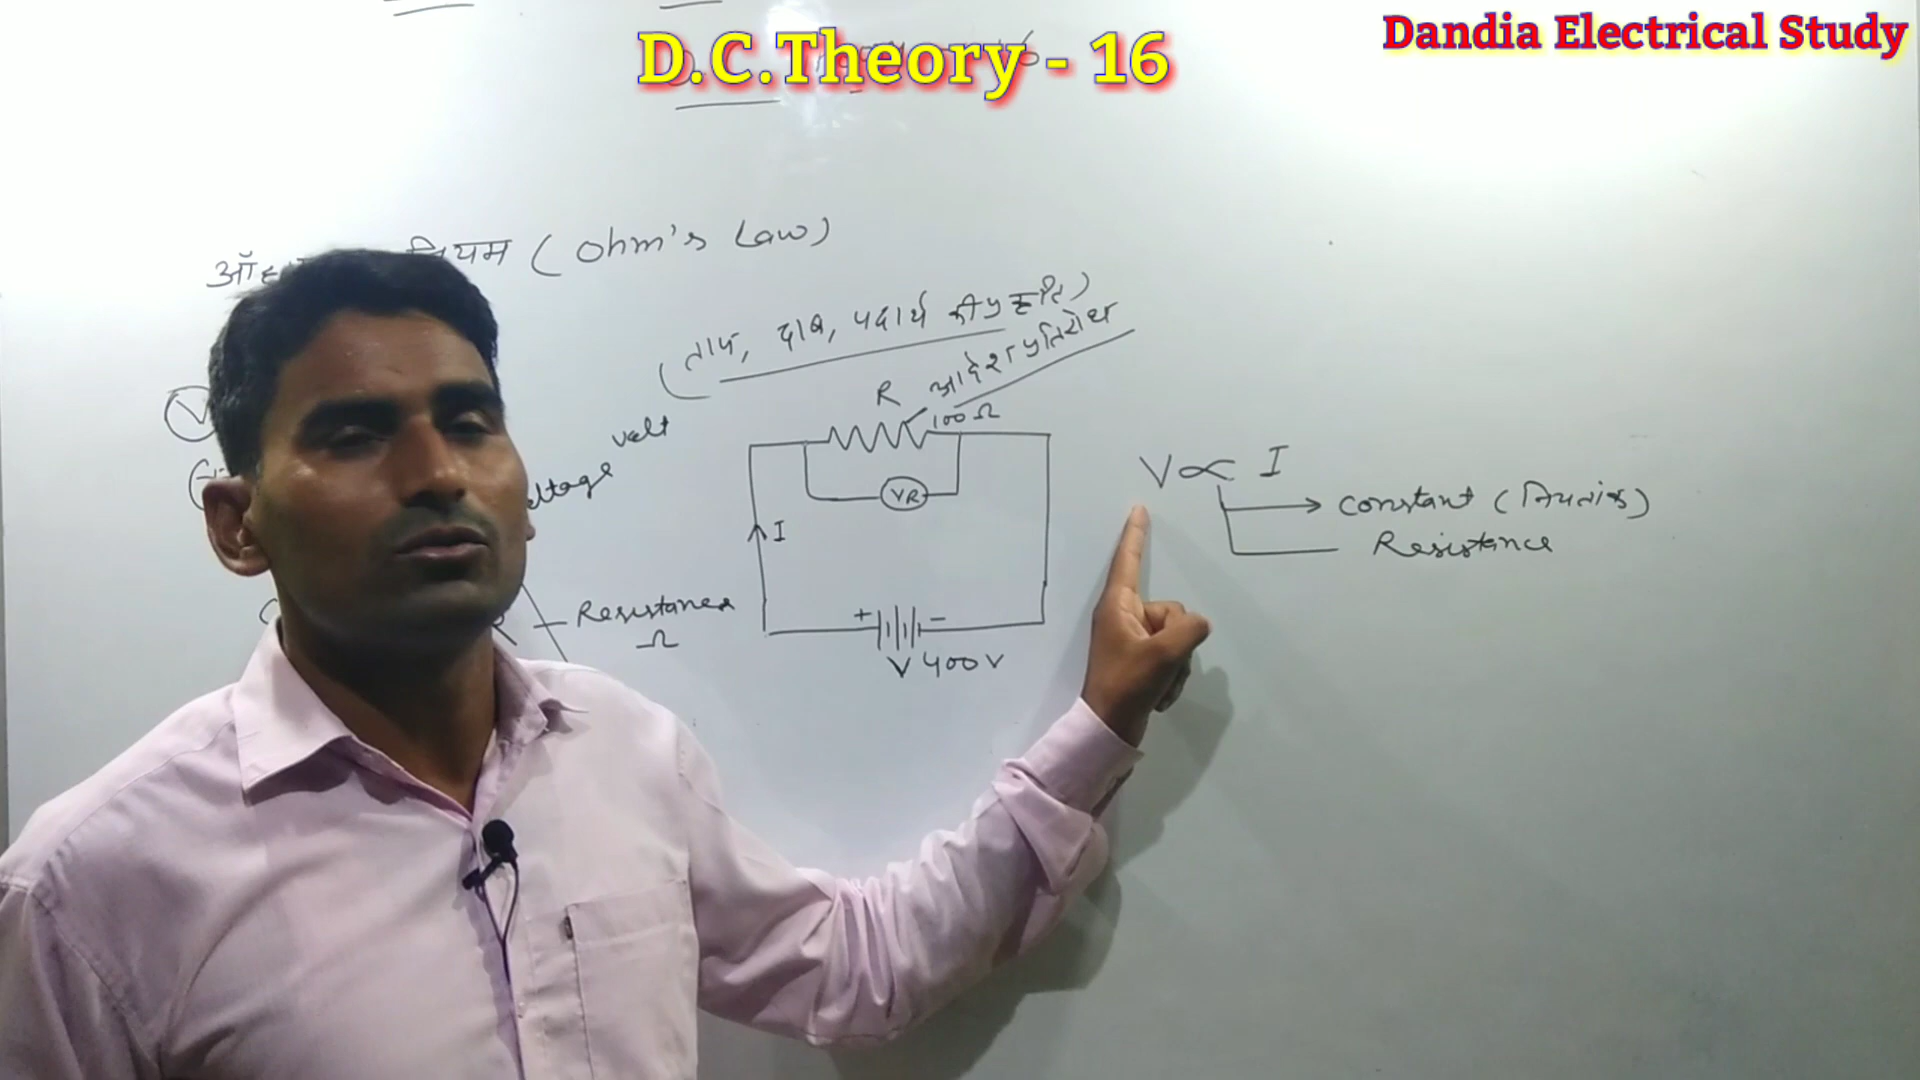 D.C.Theory - 16
Dandia Electrical Study
नियम ( ohm's Law)
(ताप, दाब, पदार्थ की प्रकृति)
आदेश प्रतिरोध
R
100 Ω
V
volt
VR
I
V ∝ I
Constant (नियतांक)
Resistance
Resistance
Ω
+ -
V 400 V